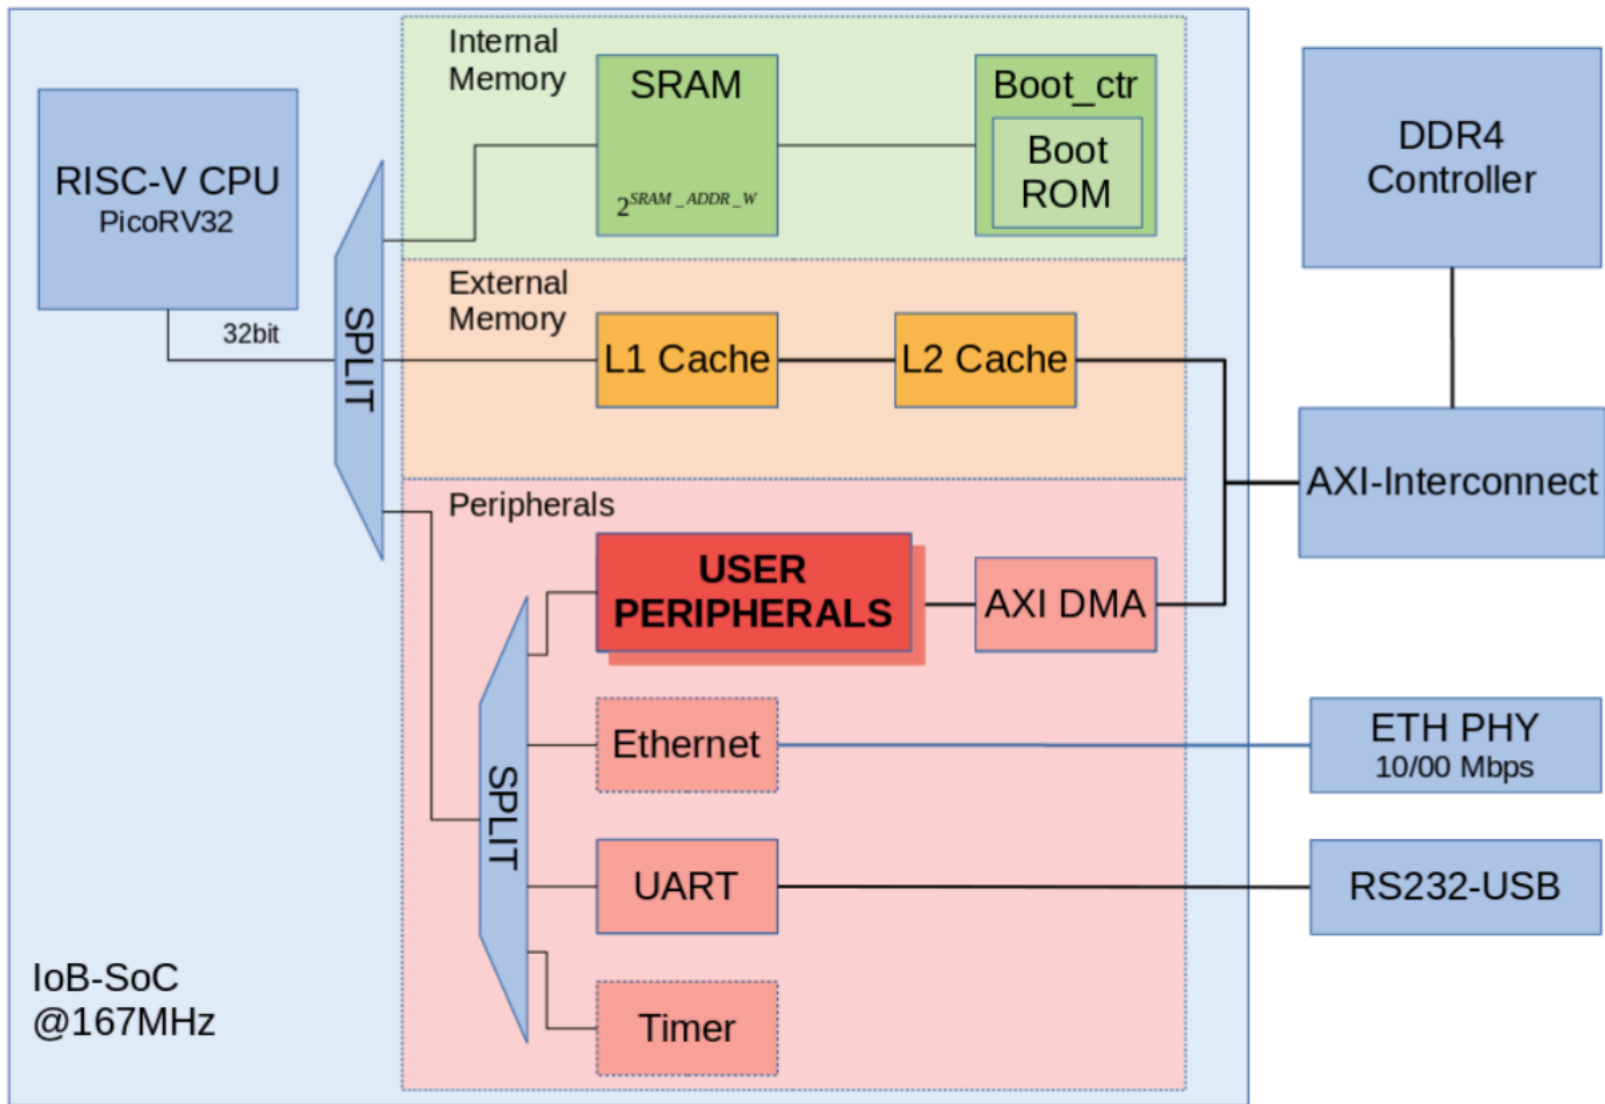 Internal
Memory
SRAM
2^SRAM_ADDR_W
Boot_ctr
Boot
ROM
DDR4
Controller
RISC-V CPU
PicoRV32
32bit
SPLIT
External
Memory
L1 Cache
L2 Cache
AXI-Interconnect
Peripherals
USER
PERIPHERALS
AXI DMA
SPLIT
Ethernet
ETH PHY
10/00 Mbps
UART
RS232-USB
Timer
IoB-SoC
@167MHz